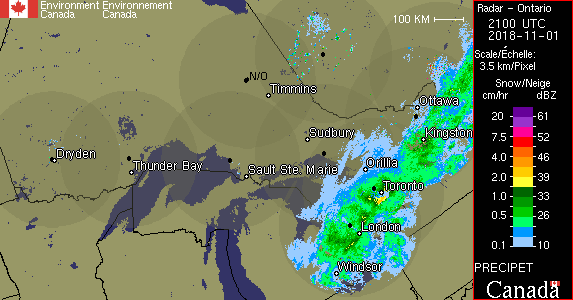 Environment Environnement
Canada Canada
100 KM
N/O
Timmins
Ottawa
Sudbury
Kingston
Dryden
Thunder Bay
Sault Ste. Marie
Orillia
Toronto
London
Windsor
Radar - Ontario
2100 UTC
2018-11-01
Scale/Échelle:
3.5 km/Pixel
Snow/Neige
cm/hr dBZ
20 61
7.5 52
4.0 46
2.0 39
1.0 33
0.5 26
0.1 10
PRECIPET
Canada